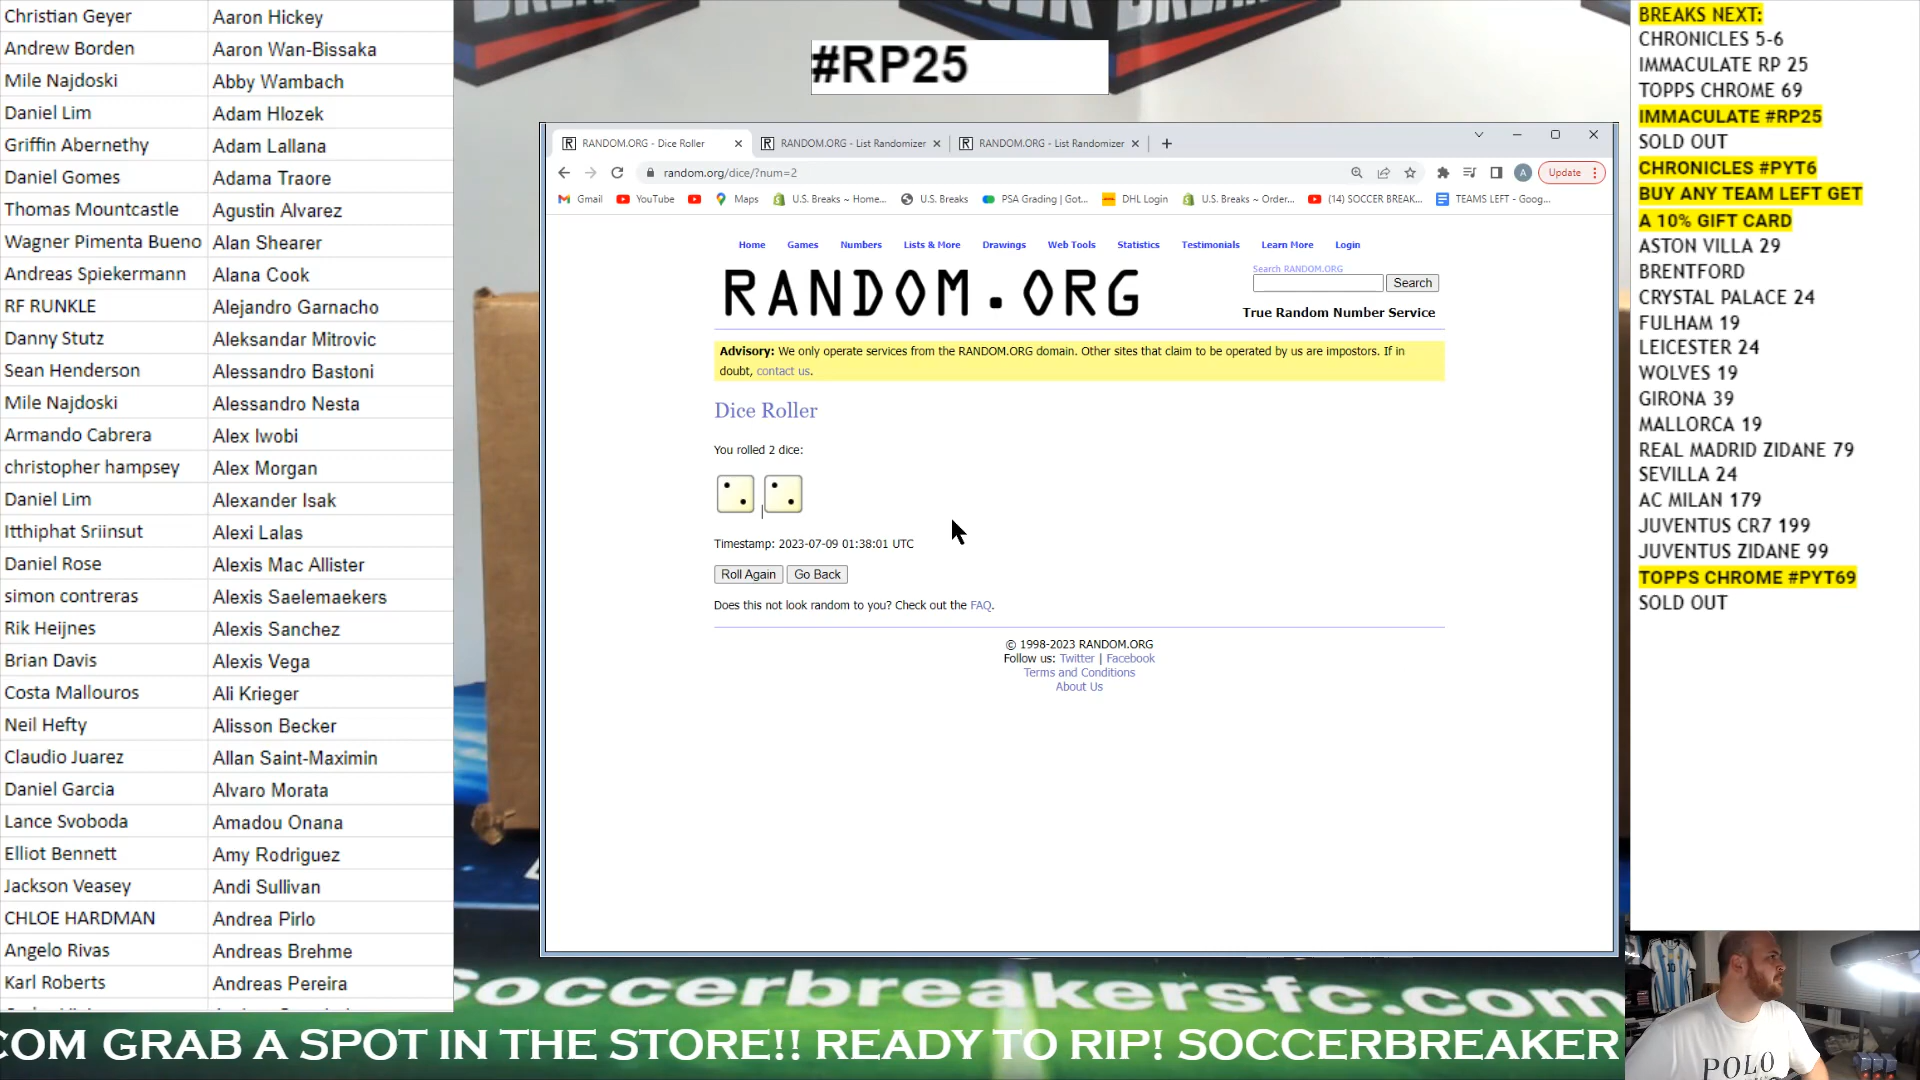 Christian Geyer Aaron Hickey
Andrew Borden Aaron Wan-Bissaka
Mile Najdoski Abby Wambach
Daniel Lim Adam Hlozek
Griffin Abernethy Adam Lallana
Daniel Gomes Adama Traore
Thomas Mountcastle Agustin Alvarez
Wagner Pimenta Bueno Alan Shearer
Andreas Spiekermann Alana Cook
RF RUNKLE Alejandro Garnacho
Danny Stutz Aleksandar Mitrovic
Sean Henderson Alessandro Bastoni
Mile Najdoski Alessandro Nesta
Armando Cabrera Alex Iwobi
christopher hampsey Alex Morgan
Daniel Lim Alexander Isak
Itthiphat Sriinsut Alexi Lalas
Daniel Rose Alexis Mac Allister
simon contreras Alexis Saelemaekers
Rik Heijnes Alexis Sanchez
Brian Davis Alexis Vega
Costa Mallouros Ali Krieger
Neil Hefty Alisson Becker
Claudio Juarez Allan Saint-Maximin
Daniel Garcia Alvaro Morata
Lance Svoboda Amadou Onana
Elliot Bennett Amy Rodriguez
Jackson Veasey Andi Sullivan
CHLOE HARDMAN Andrea Pirlo
Angelo Rivas Andreas Brehme
Karl Roberts Andreas Pereira
#RP25
RANDOM.ORG - Dice Roller RANDOM.ORG - List Randomizer RANDOM.ORG - List Randomizer
random.org/dice/?num=2 A Update
Gmail YouTube Maps U.S. Breaks ~ Home... U.S. Breaks PSA Grading | Got... DHL Login U.S. Breaks ~ Order... (14) SOCCER BREAK... TEAMS LEFT - Goog...
Home Games Numbers Lists & More Drawings Web Tools Statistics Testimonials Learn More Login
RANDOM.ORG
Search RANDOM.ORG
Search
True Random Number Service
Advisory: We only operate services from the RANDOM.ORG domain. Other sites that claim to be operated by us are impostors. If in
doubt, contact us.
Dice Roller
You rolled 2 dice:
Timestamp: 2023-07-09 01:38:01 UTC
Roll Again Go Back
Does this not look random to you? Check out the FAQ.
© 1998-2023 RANDOM.ORG
Follow us: Twitter | Facebook
Terms and Conditions
About Us
BREAKS NEXT:
CHRONICLES 5-6
IMMACULATE RP 25
TOPPS CHROME 69
IMMACULATE #RP25
SOLD OUT
CHRONICLES #PYT6
BUY ANY TEAM LEFT GET
A 10% GIFT CARD
ASTON VILLA 29
BRENTFORD
CRYSTAL PALACE 24
FULHAM 19
LEICESTER 24
WOLVES 19
GIRONA 39
MALLORCA 19
REAL MADRID ZIDANE 79
SEVILLA 24
AC MILAN 179
JUVENTUS CR7 199
JUVENTUS ZIDANE 99
TOPPS CHROME #PYT69
SOLD OUT
Soccerbreakersfc.com
10
POLO
COM GRAB A SPOT IN THE STORE!! READY TO RIP! SOCCERBREAKER